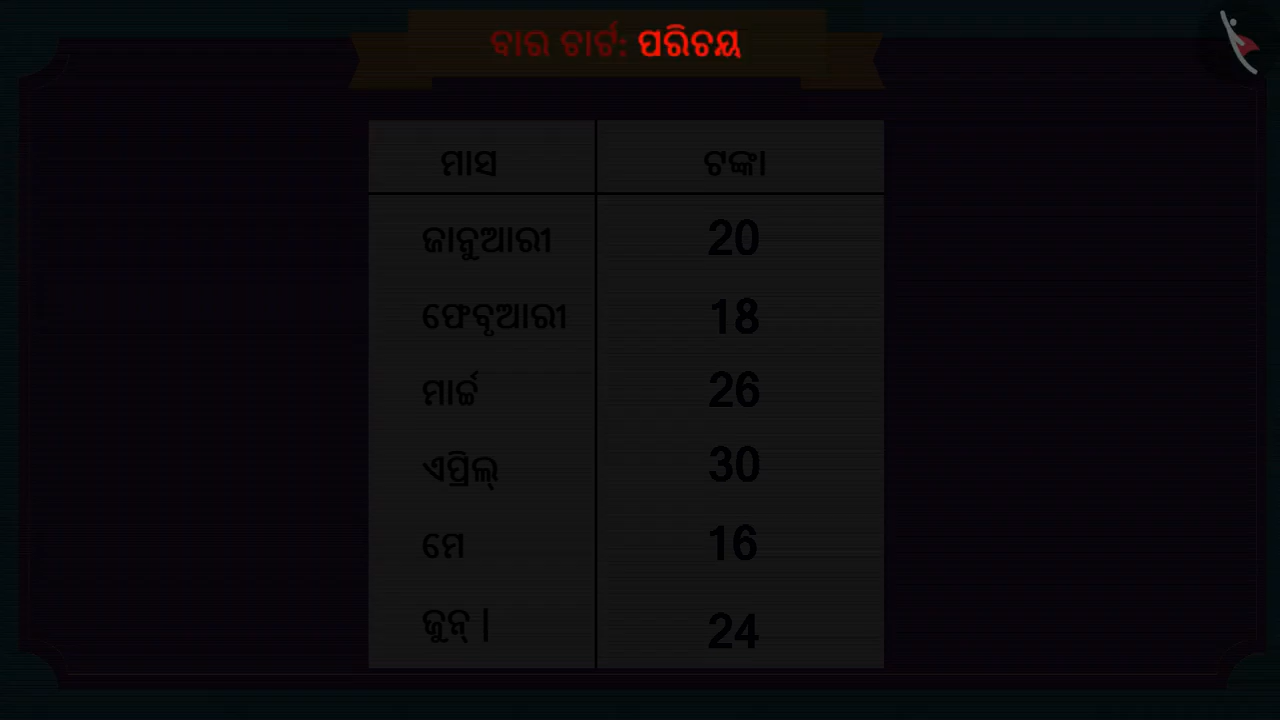 ବାର ଚାର୍ଟ: ପରିଚୟ
ମାସ ଟଙ୍କା
ଜାନୁଆରୀ 20
ଫେବୃଆରୀ 18
ମାର୍ଚ୍ଚ 26
ଏପ୍ରିଲ୍ 30
ମେ 16
ଜୁନ୍ | 24